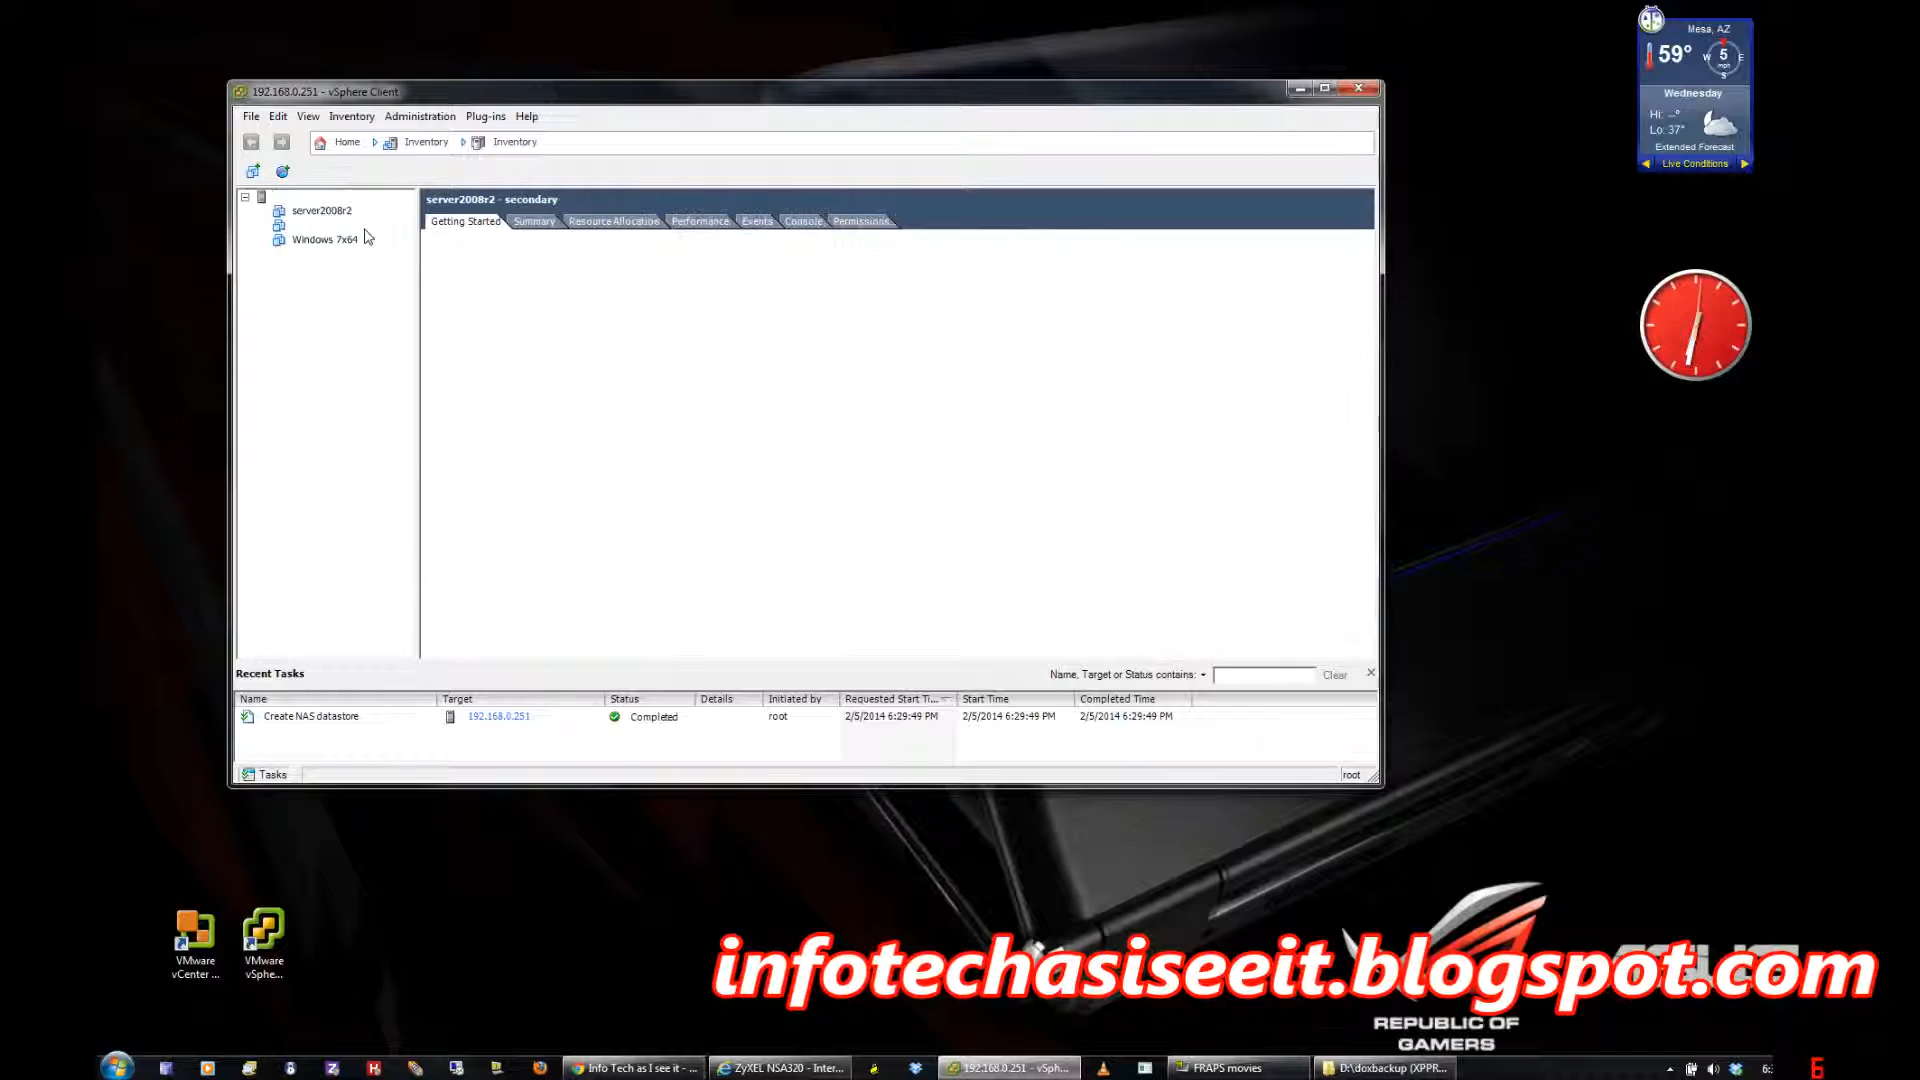 Mesa, AZ
59°
W 5 E
mph
S
Wednesday
Hi: --°
Lo: 37°
Extended Forecast
Live Conditions
192.168.0.251 - vSphere Client
File Edit View Inventory Administration Plug-ins Help
Home Inventory Inventory
server2008r2
Windows 7x64
server2008r2 - secondary
Getting Started Summary Resource Allocation Performance Events Console Permissions
Recent Tasks
Name, Target or Status contains: Clear
Name Target Status Details Initiated by Requested Start Ti... Start Time Completed Time
Create NAS datastore 192.168.0.251 Completed root 2/5/2014 6:29:49 PM 2/5/2014 6:29:49 PM 2/5/2014 6:29:49 PM
Tasks root
VMware vCenter ...
VMware vSphe...
infotechasiseeit.blogspot.com
REPUBLIC OF
GAMERS
Info Tech as I see it - ... ZyXEL NSA320 - Inter... 192.168.0.251 - vSph... FRAPS movies D:\doxbackup (XPPR... 6